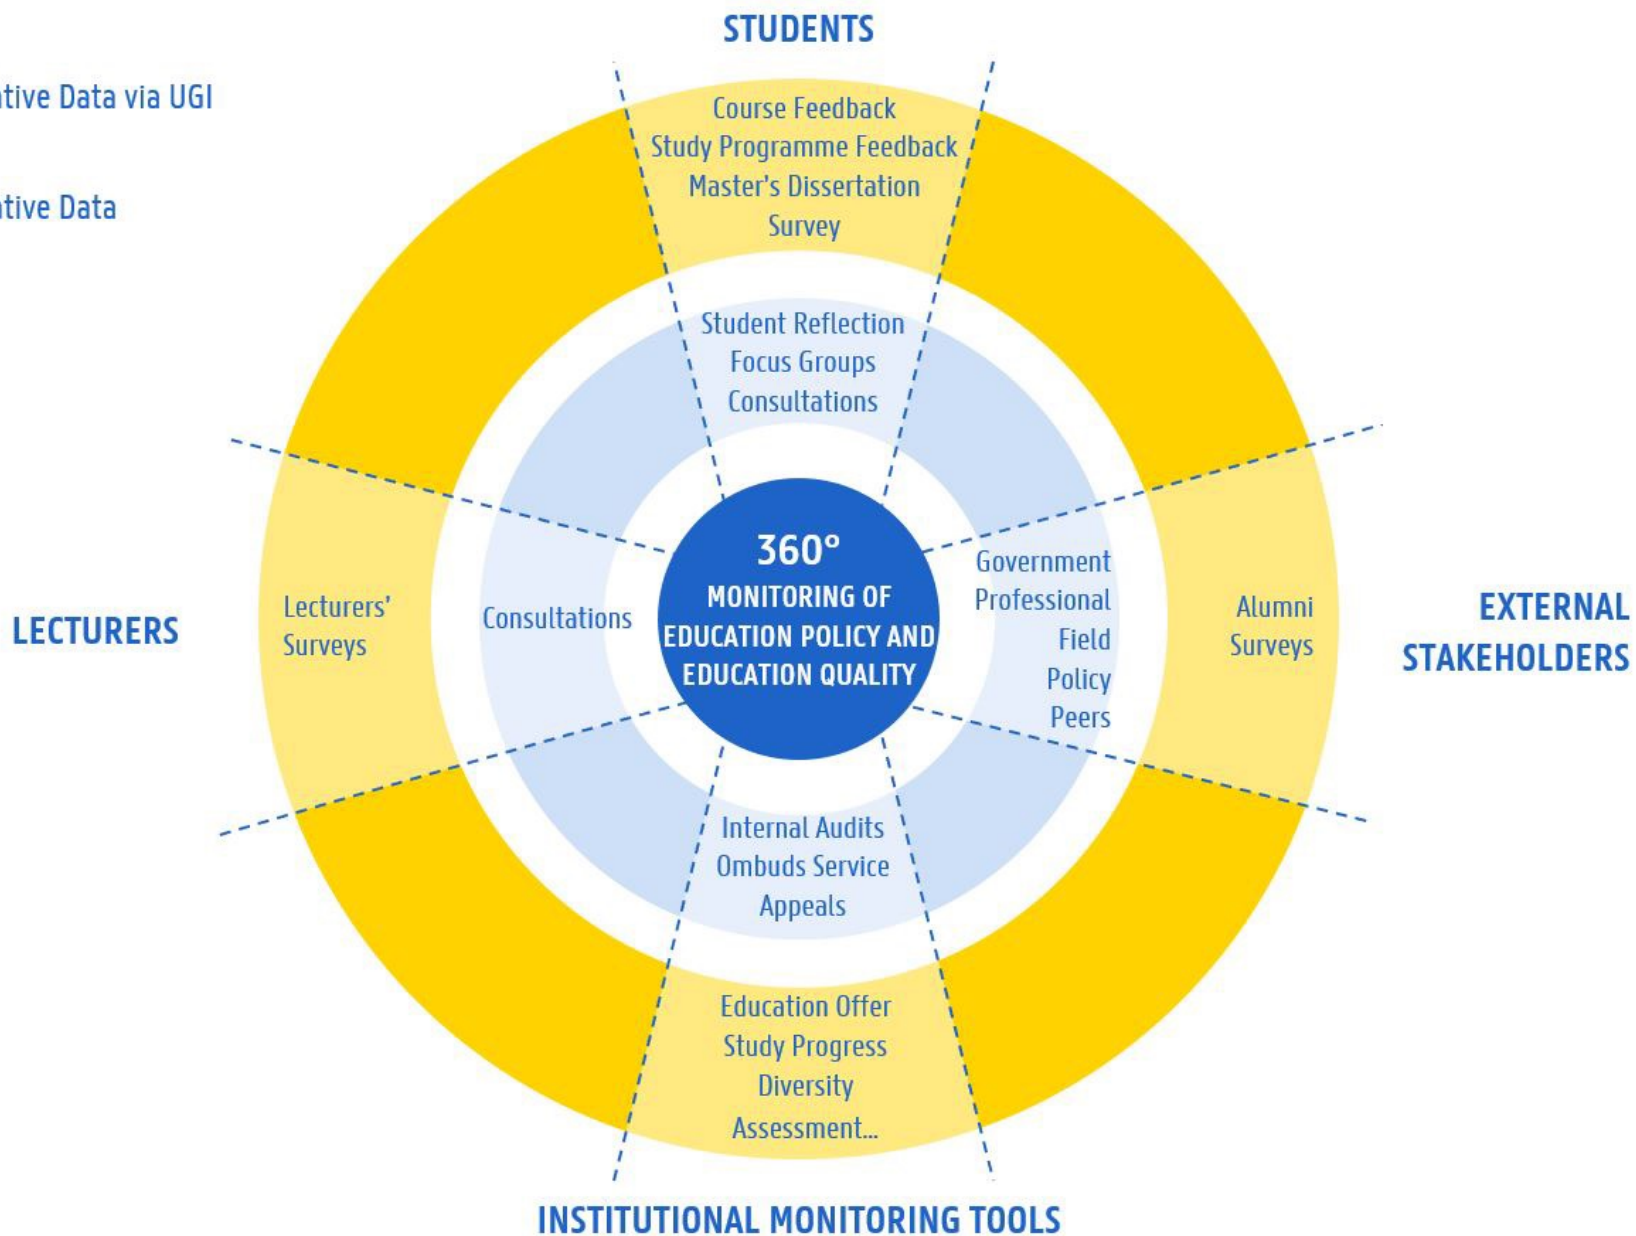 STUDENTS
ative Data via UGI
ative Data
Course Feedback
Study Programme Feedback
Master's Dissertation
Survey
Student Reflection
Focus Groups
Consultations
LECTURERS
Lecturers'
Surveys
Consultations
360°
MONITORING OF
EDUCATION POLICY AND
EDUCATION QUALITY
Government
Professional
Field
Policy
Peers
Alumni
Surveys
EXTERNAL
STAKEHOLDERS
Internal Audits
Ombuds Service
Appeals
Education Offer
Study Progress
Diversity
Assessment...
INSTITUTIONAL MONITORING TOOLS